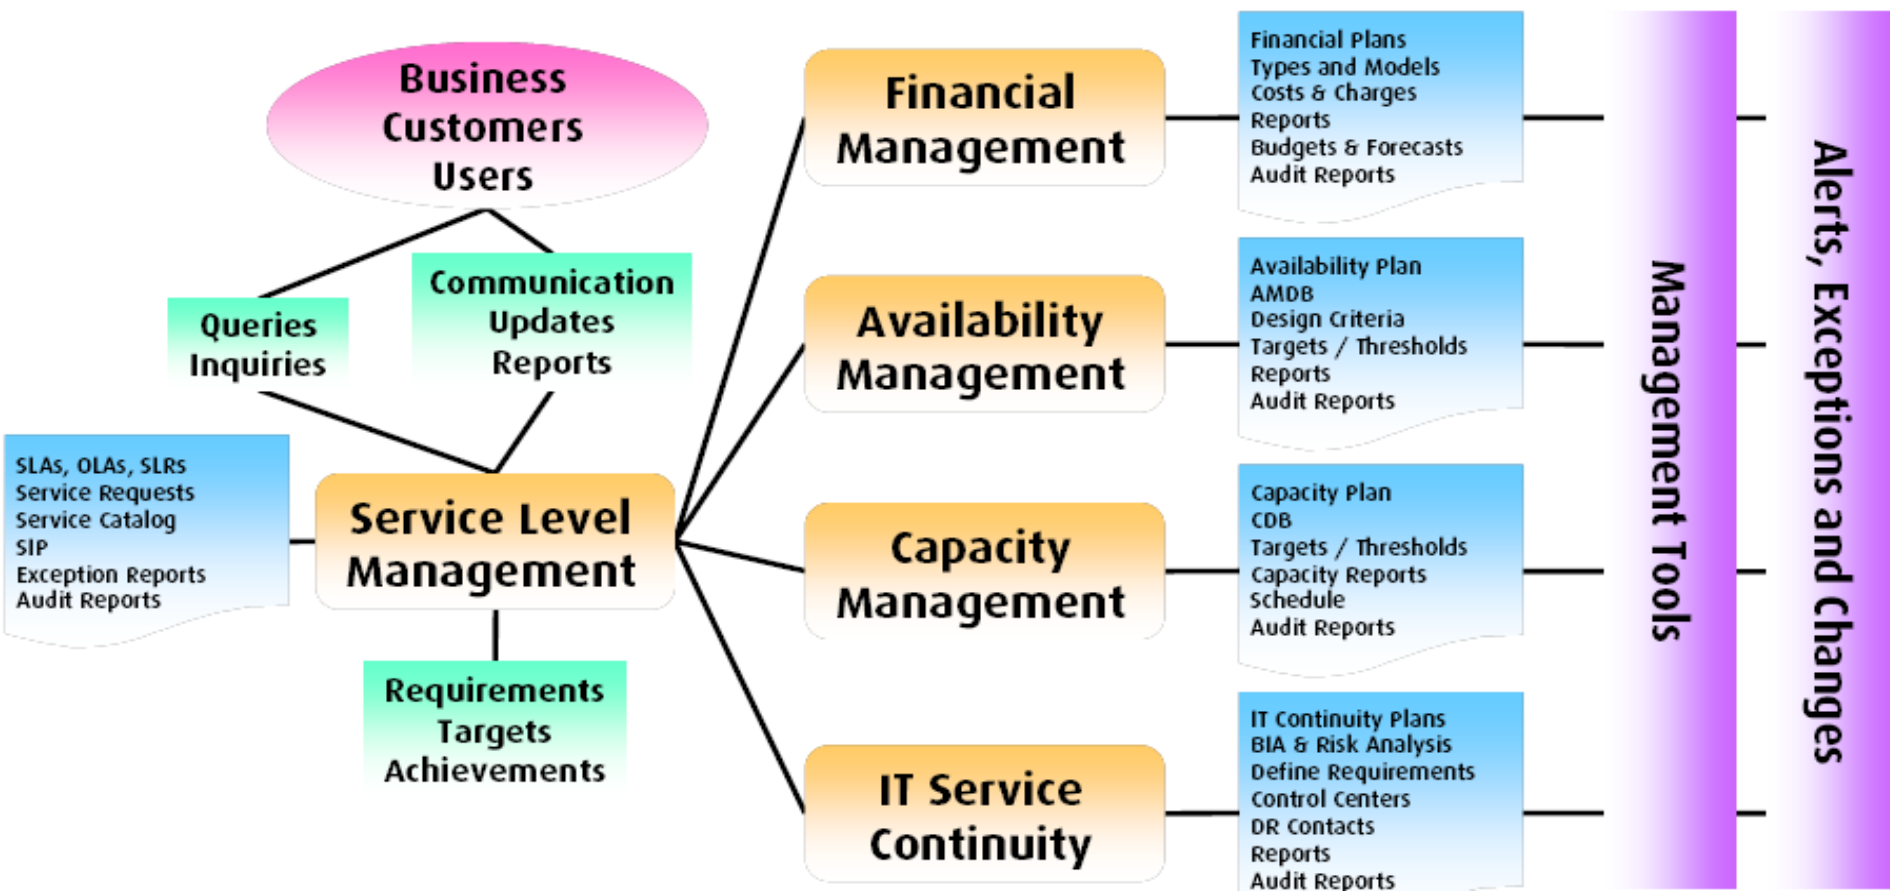 Business
Customers
Users
Queries
Inquiries
Communication
Updates
Reports
SLAs, OLAs, SLRs
Service Requests
Service Catalog
SIP
Exception Reports
Audit Reports
Service Level
Management
Requirements
Targets
Achievements
Financial
Management
Financial Plans
Types and Models
Costs & Charges
Reports
Budgets & Forecasts
Audit Reports
Availability
Management
Availability Plan
AMDB
Design Criteria
Targets / Thresholds
Reports
Audit Reports
Capacity
Management
Capacity Plan
CDB
Targets / Thresholds
Capacity Reports
Schedule
Audit Reports
IT Service
Continuity
IT Continuity Plans
BIA & Risk Analysis
Define Requirements
Control Centers
DR Contacts
Reports
Audit Reports
Management Tools
Alerts, Exceptions and Changes